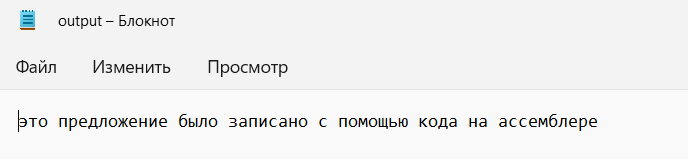 output – Блокнот
Файл Изменить Просмотр
это предложение было записано с помощью кода на ассемблере